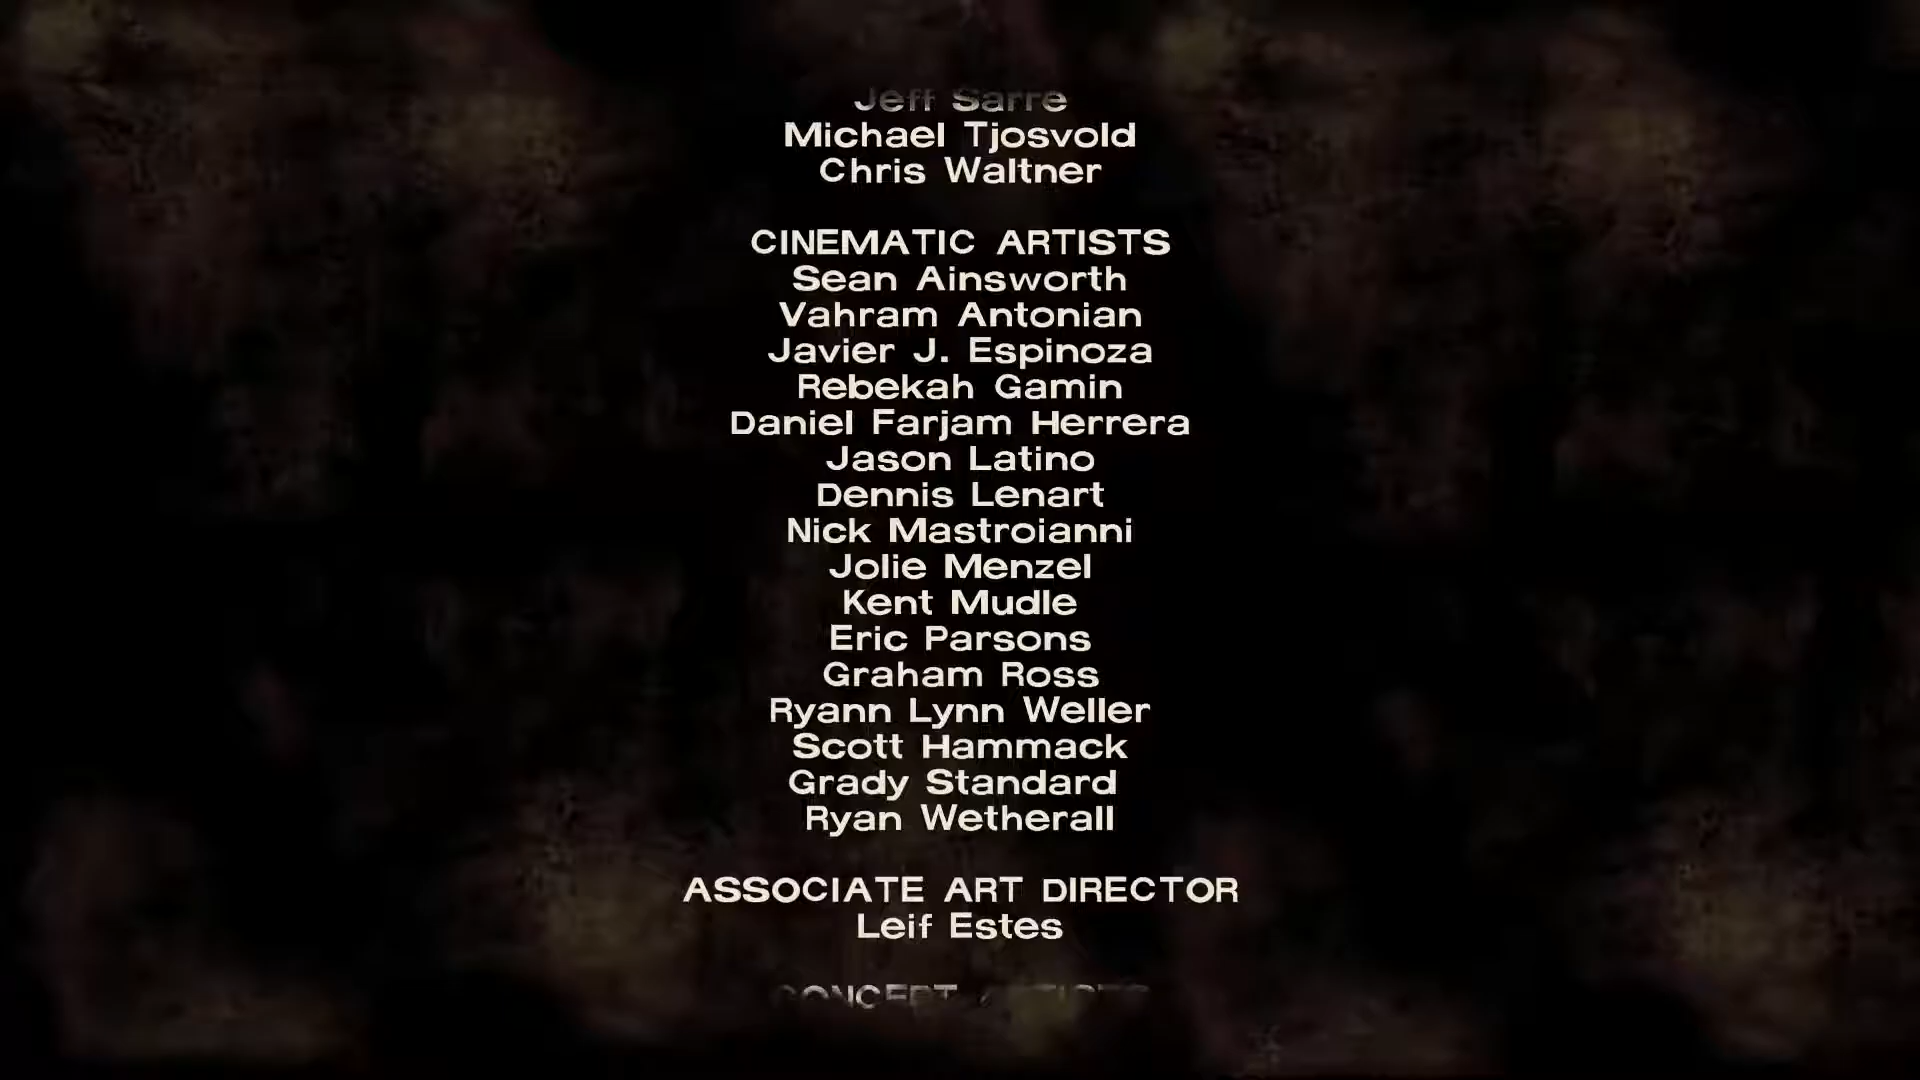 Jeff Sarre
Michael Tjosvold
Chris Waltner
CINEMATIC ARTISTS
Sean Ainsworth
Vahram Antonian
Javier J. Espinoza
Rebekah Gamin
Daniel Farjam Herrera
Jason Latino
Dennis Lenart
Nick Mastroianni
Jolie Menzel
Kent Mudle
Eric Parsons
Graham Ross
Ryann Lynn Weller
Scott Hammack
Grady Standard
Ryan Wetherall
ASSOCIATE ART DIRECTOR
Leif Estes
CONCEPT ARTISTS